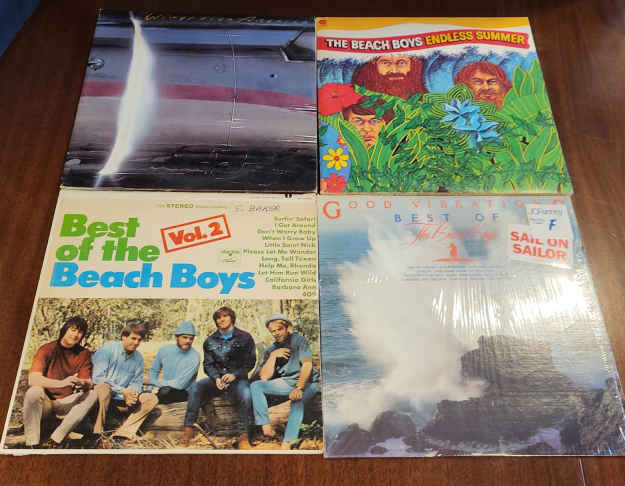 THE BEACH BOYS ENDLESS SUMMER
STEREO
E. BAKER
Best
of the
Beach Boys
Vol. 2
Surfin' Safari
I Get Around
Don't Worry Baby
When I Grow Up
Little Saint Nick
Please Let Me Wonder
Long, Tall Texan
Help Me, Rhonda
Let Him Run Wild
California Girls
Barbara Ann
409
GOOD VIBRATIONS
BEST OF
The Beach Boys
JCPenney
F
SAIL ON
SAILOR